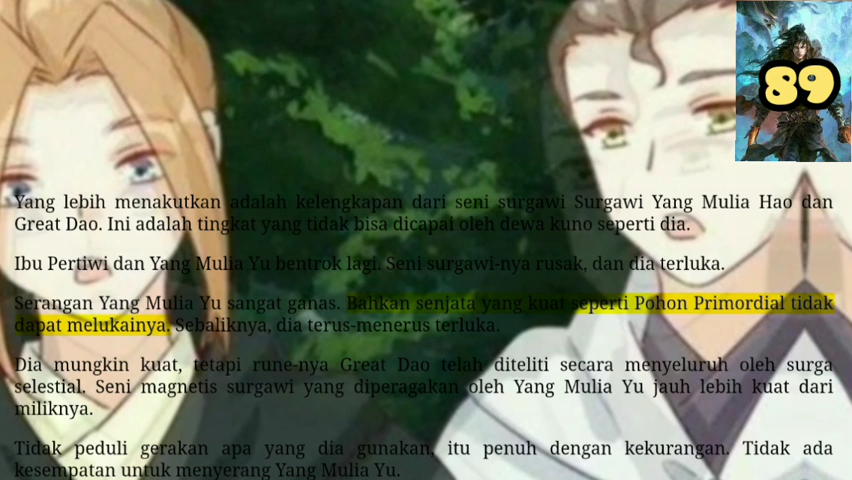 89
Yang lebih menakutkan adalah kelengkapan dari seni surgawi Surgawi Yang Mulia Hao dan
Great Dao. Ini adalah tingkat yang tidak bisa dicapai oleh dewa kuno seperti dia.
Ibu Pertiwi dan Yang Mulia Yu bentrok lagi. Seni surgawi-nya rusak, dan dia terluka.
Serangan Yang Mulia Yu sangat ganas. Bahkan senjata yang kuat seperti Pohon Primordial tidak
dapat melukainya. Sebaliknya, dia terus-menerus terluka.
Dia mungkin kuat, tetapi rune-nya Great Dao telah diteliti secara menyeluruh oleh surga
selestial. Seni magnetis surgawi yang diperagakan oleh Yang Mulia Yu jauh lebih kuat dari
miliknya.
Tidak peduli gerakan apa yang dia gunakan, itu penuh dengan kekurangan. Tidak ada
kesempatan untuk menyerang Yang Mulia Yu.